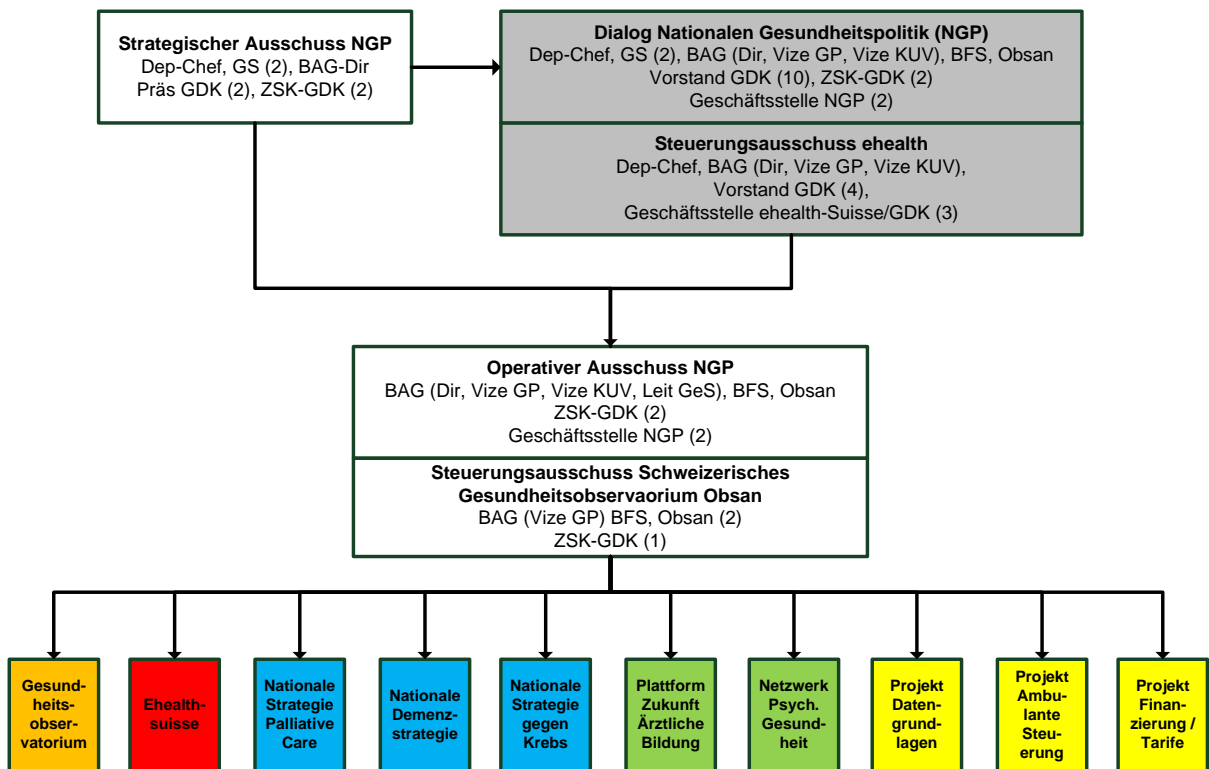 Strategischer Ausschuss NGP
Dep-Chef, GS (2), BAG-Dir
Präs GDK (2), ZSK-GDK (2)
Dialog Nationalen Gesundheitspolitik (NGP)
Dep-Chef, GS (2), BAG (Dir, Vize GP, Vize KUV), BFS, Obsan
Vorstand GDK (10), ZSK-GDK (2)
Geschäftsstelle NGP (2)
Steuerungsausschuss ehealth
Dep-Chef, BAG (Dir, Vize GP, Vize KUV),
Vorstand GDK (4),
Geschäftsstelle ehealth-Suisse/GDK (3)
Operativer Ausschuss NGP
BAG (Dir, Vize GP, Vize KUV, Leit GeS), BFS, Obsan
ZSK-GDK (2)
Geschäftsstelle NGP (2)
Steuerungsausschuss Schweizerisches
Gesundheitsobservaorium Obsan
BAG (Vize GP) BFS, Obsan (2)
ZSK-GDK (1)
Gesund-
heits-
obser-
vatorium
Ehealth-
suisse
Nationale
Strategie
Palliative
Care
Nationale
Demenz-
strategie
Nationale
Strategie
gegen
Krebs
Plattform
Zukunft
Ärztliche
Bildung
Netzwerk
Psych.
Gesund-
heit
Projekt
Daten-
grund-
lagen
Projekt
Ambu-
lante
Steu-
erung
Projekt
Finan-
zierung /
Tarife